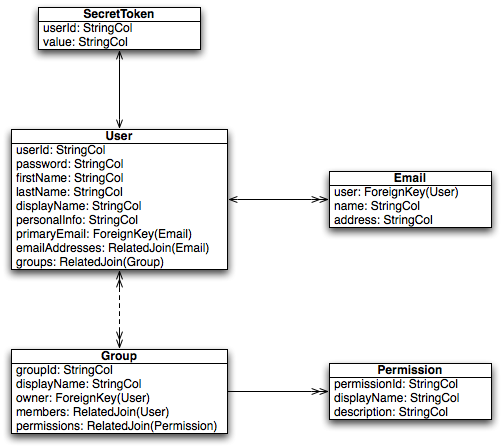 SecretToken
userId: StringCol
value: StringCol
User
userId: StringCol
password: StringCol
firstName: StringCol
lastName: StringCol
displayName: StringCol
personalInfo: StringCol
primaryEmail: ForeignKey(Email)
emailAddresses: RelatedJoin(Email)
groups: RelatedJoin(Group)
Email
user: ForeignKey(User)
name: StringCol
address: StringCol
Group
groupId: StringCol
displayName: StringCol
owner: ForeignKey(User)
members: RelatedJoin(User)
permissions: RelatedJoin(Permission)
Permission
permissionId: StringCol
displayName: StringCol
description: StringCol